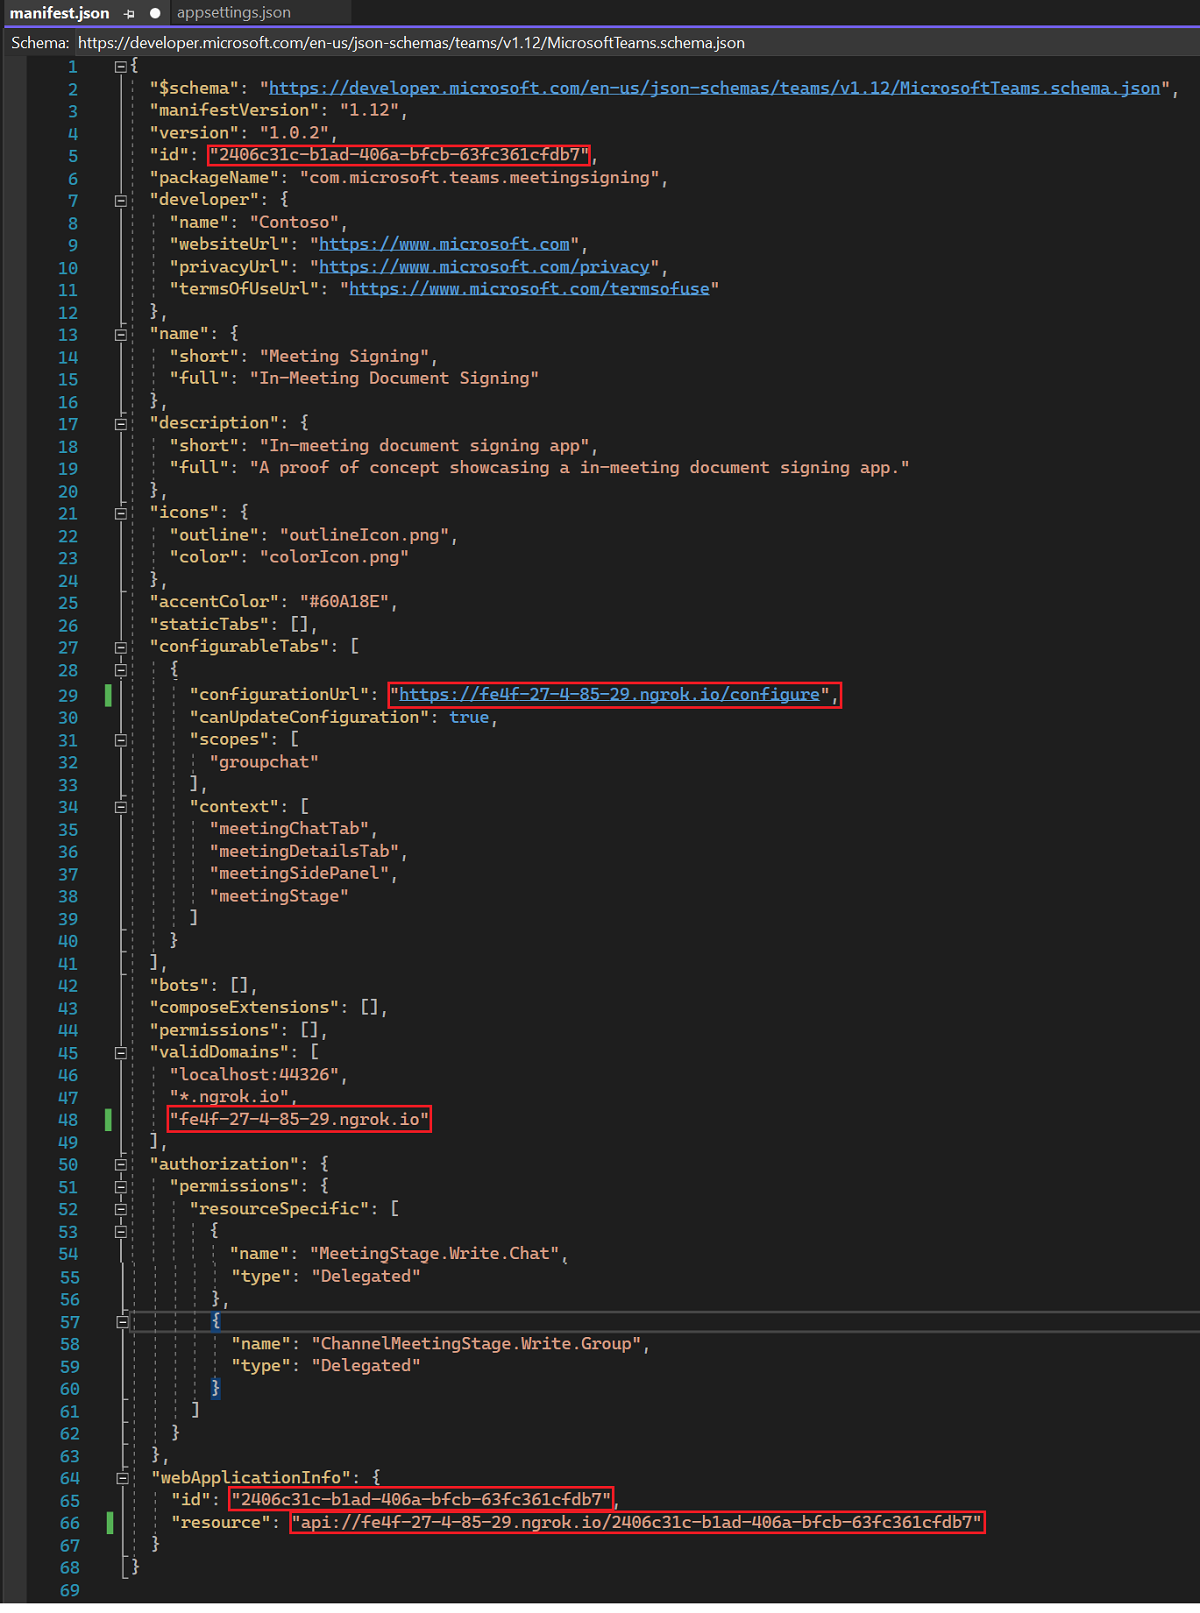 manifest.json appsettings.json
Schema: https://developer.microsoft.com/en-us/json-schemas/teams/v1.12/MicrosoftTeams.schema.json
1 {
2 "$schema": "https://developer.microsoft.com/en-us/json-schemas/teams/v1.12/MicrosoftTeams.schema.json",
3 "manifestVersion": "1.12",
4 "version": "1.0.2",
5 "id": "2406c31c-b1ad-406a-bfcb-63fc361cfdb7",
6 "packageName": "com.microsoft.teams.meetingsigning",
7 "developer": {
8 "name": "Contoso",
9 "websiteUrl": "https://www.microsoft.com",
10 "privacyUrl": "https://www.microsoft.com/privacy",
11 "termsOfUseUrl": "https://www.microsoft.com/termsofuse"
12 },
13 "name": {
14 "short": "Meeting Signing",
15 "full": "In-Meeting Document Signing"
16 },
17 "description": {
18 "short": "In-meeting document signing app",
19 "full": "A proof of concept showcasing a in-meeting document signing app."
20 },
21 "icons": {
22 "outline": "outlineIcon.png",
23 "color": "colorIcon.png"
24 },
25 "accentColor": "#60A18E",
26 "staticTabs": [],
27 "configurableTabs": [
28 {
29 "configurationUrl": "https://fe4f-27-4-85-29.ngrok.io/configure",
30 "canUpdateConfiguration": true,
31 "scopes": [
32 "groupchat"
33 ],
34 "context": [
35 "meetingChatTab",
36 "meetingDetailsTab",
37 "meetingSidePanel",
38 "meetingStage"
39 ]
40 }
41 ],
42 "bots": [],
43 "composeExtensions": [],
44 "permissions": [],
45 "validDomains": [
46 "localhost:44326",
47 "*.ngrok.io",
48 "fe4f-27-4-85-29.ngrok.io"
49 ],
50 "authorization": {
51 "permissions": {
52 "resourceSpecific": [
53 {
54 "name": "MeetingStage.Write.Chat",
55 "type": "Delegated"
56 },
57 {
58 "name": "ChannelMeetingStage.Write.Group",
59 "type": "Delegated"
60 }
61 ]
62 }
63 },
64 "webApplicationInfo": {
65 "id": "2406c31c-b1ad-406a-bfcb-63fc361cfdb7",
66 "resource": "api://fe4f-27-4-85-29.ngrok.io/2406c31c-b1ad-406a-bfcb-63fc361cfdb7"
67 }
68 }
69